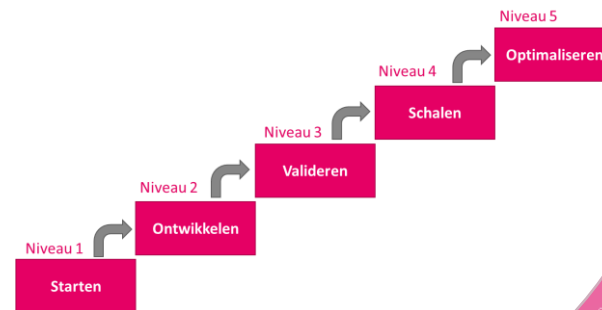 Niveau 5
Optimaliseren
Niveau 4
Schalen
Niveau 3
Valideren
Niveau 2
Ontwikkelen
Niveau 1
Starten